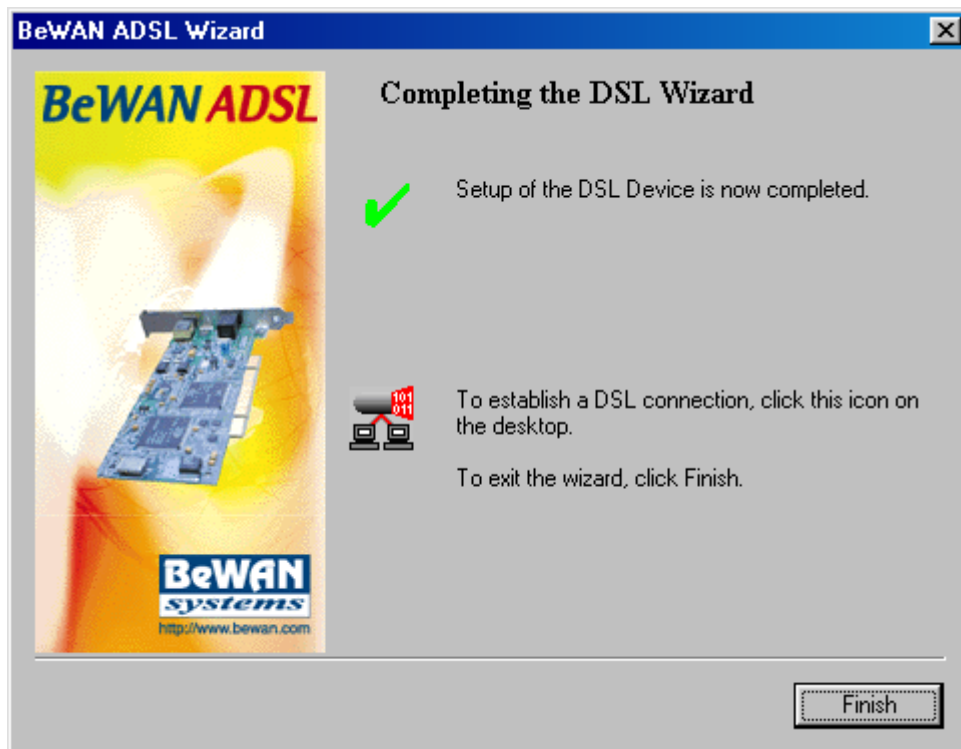 BeWAN ADSL Wizard
BeWAN ADSL
Completing the DSL Wizard
Setup of the DSL Device is now completed.
101
011
To establish a DSL connection, click this icon on
the desktop.
To exit the wizard, click Finish.
BeWAN
systems
http://www.bewan.com
Finish